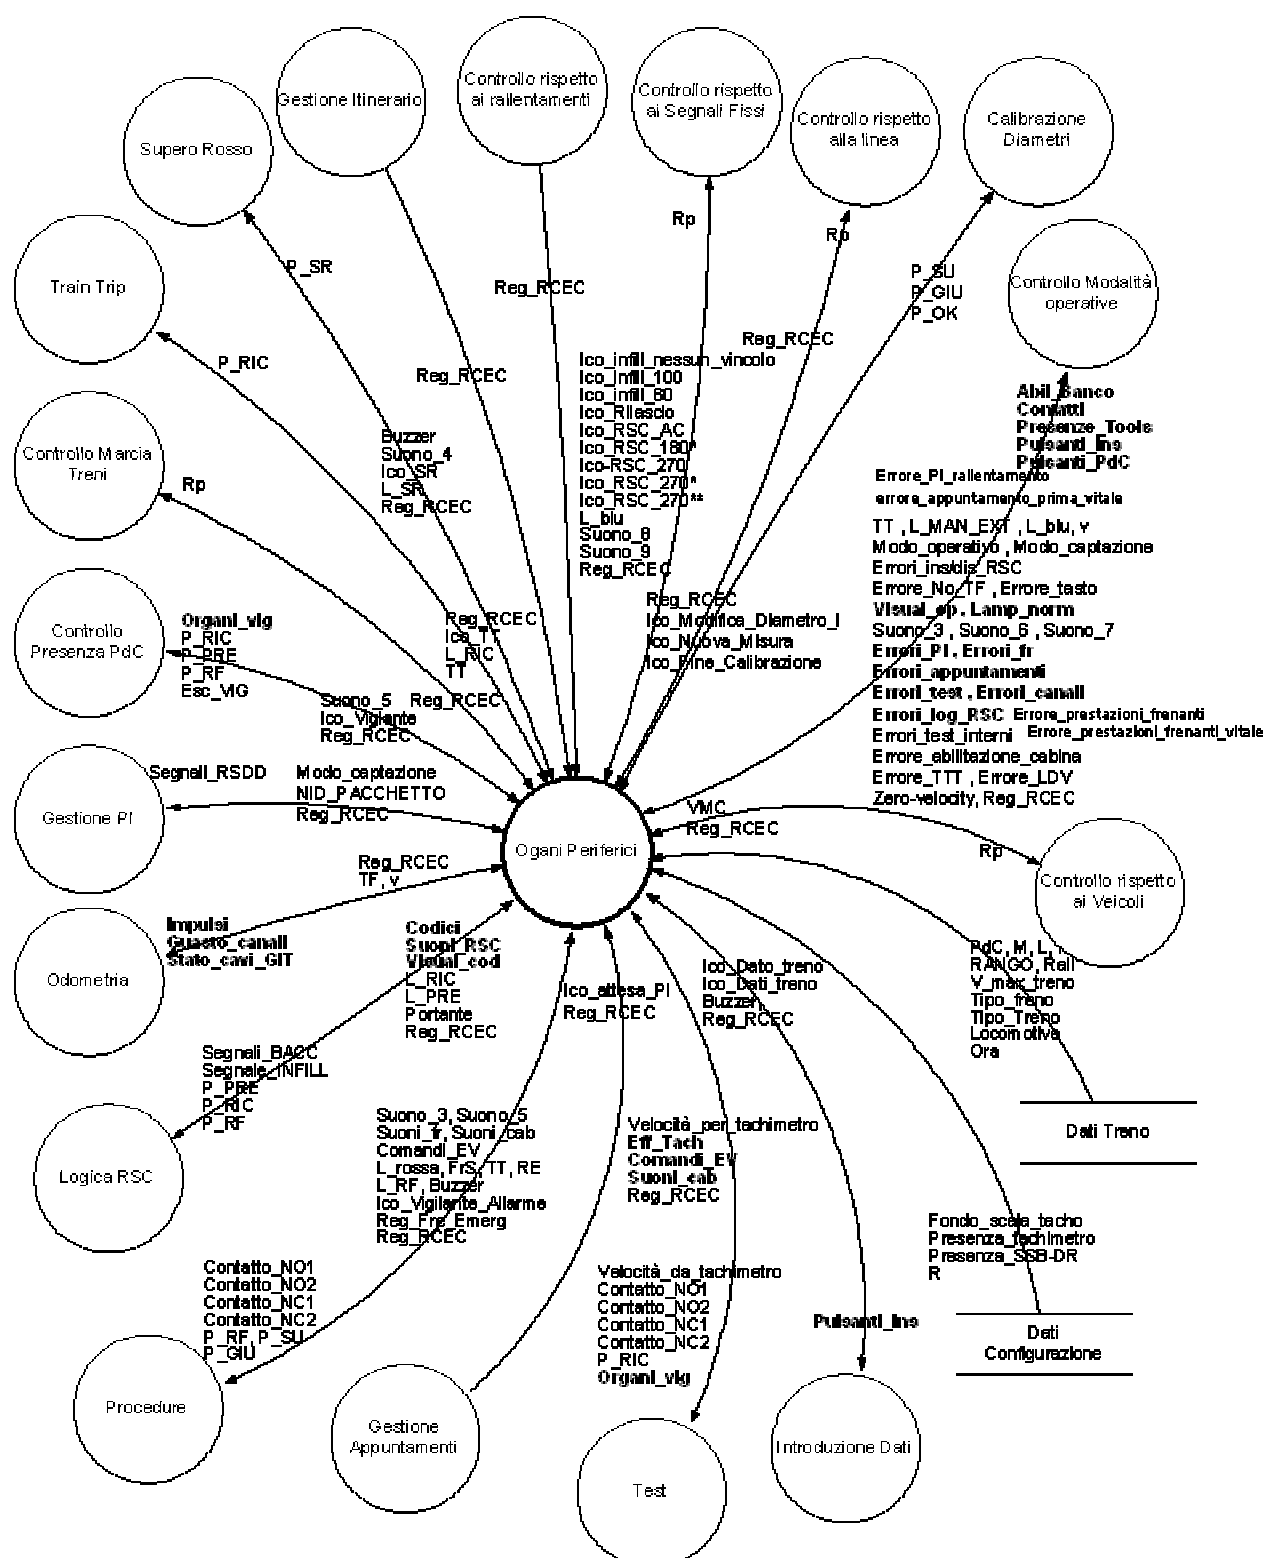 Controllo rispetto
ai rallentamenti
Controllo rispetto
ai Segnali Fissi
Gestione Itinerario
Controllo rispetto
alla linea
Calibrazione
Diametri
Supero Rosso
Rp
Rp
P_SR
Train Trip
Reg_RCEC
P_SU
P_GIU
P_OK
Controllo Modalità
operative
P_RIC
Reg_RCEC
Reg_RCEC
Ico_infill_nessun_vincolo
Ico_infill_100
Ico_infill_60
Ico_Rilascio
Ico_RSC_AC
Ico_RSC_180*
Ico-RSC_270
Ico_RSC_270*
Ico_RSC_270**
L_blu
Suono_8
Suono_9
Reg_RCEC
Abil_Banco
Contatti
Presenze_Tools
Pulsanti_ins
Pulsanti_PdC
Controllo Marcia
Treni
Buzzer
Suono_4
Ico_SR
L_SR
Reg_RCEC
Rp
Errore_PI_rallentamento
errore_appuntamento_prima_vitale
TT , L_MAN_EXT , L_blu, v
Modo_operativo , Modo_captazione
Errori_ins/dis_RSC
Errore_No_TF , Errore_tasto
Visual_op , Lamp_norm
Suono_3 , Suono_6 , Suono_7
Errori_PI , Errori_fr
Errori_appuntamenti
Errori_test , Errori_canali
Errori_log_RSC Errore_prestazioni_frenanti
Errori_test_interni Errore_prestazioni_frenanti_vitale
Errore_abilitazione_cabina
Errore_TTT , Errore_LDV
Zero-velocity, Reg_RCEC
Reg_RCEC
Ico_Modifica_Diametro_I
Ico_Nuova_Misura
Ico_Fine_Calibrazione
Reg_RCEC
Ico_TT
L_RIC
TT
Controllo
Presenza PdC
Organi_vig
P_RIC
P_PRE
P_RF
Esc_VIG
Suono_5 Reg_RCEC
Ico_Vigilante
Reg_RCEC
Gestione PI
Segnali_RSDD
Modo_captazione
NID_PACCHETTO
Reg_RCEC
VMC
Reg_RCEC
Ogani Periferici
Rp
Controllo rispetto
ai Veicoli
Reg_RCEC
TF, v
Odometria
Impulsi
Guasto_canali
Stato_cavi_GIT
Codici
Suoni_RSC
Visual_cod
L_RIC
L_PRE
Portante
Reg_RCEC
Ico_attesa_PI
Reg_RCEC
Ico_Dato_treno
Ico_Dati_treno
Buzzer,
Reg_RCEC
PdC, M, L,
RANGO, Rall
V_max_treno
Tipo_freno
Tipo_Treno
Locomotiva
Ora
Segnali_BACC
Segnale_INFILL
P_PRE
P_RIC
P_RF
Logica RSC
Dati Treno
Suono_3, Suono_5
Suoni_fr, Suoni_cab
Comandi_EV
L_rossa, FrS, TT, RE
L_RF, Buzzer
Ico_Vigilante_Allarme
Reg_Fre_Emerg
Reg_RCEC
Velocità_per_tachimetro
Eff_Tach
Comandi_EV
Suoni_cab
Reg_RCEC
Fondo_scala_tacho
Presenza_tachimetro
Presenza_SSB-DR
R
Contatto_NO1
Contatto_NO2
Contatto_NC1
Contatto_NC2
P_RF, P_SU
P_GIU
Velocità_da_tachimetro
Contatto_NO1
Contatto_NO2
Contatto_NC1
Contatto_NC2
P_RIC
Organi_vig
Pulsanti_ins
Dati
Configurazione
Procedure
Gestione
Appuntamenti
Introduzione Dati
Test